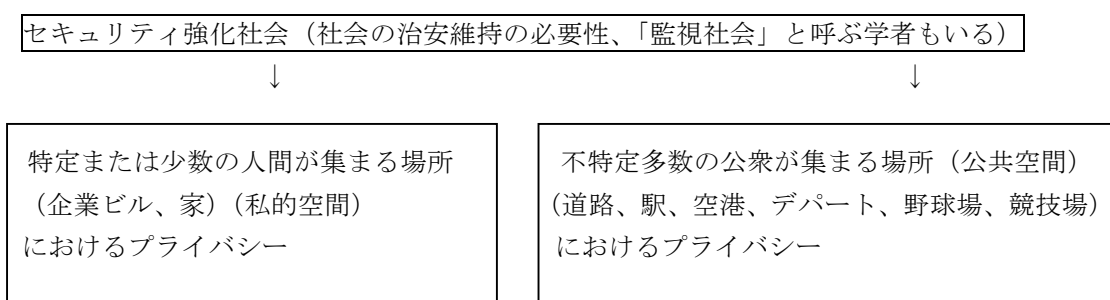 セキュリティ強化社会（社会の治安維持の必要性、「監視社会」と呼ぶ学者もいる）
↓ ↓
特定または少数の人間が集まる場所
（企業ビル、家）（私的空間）
におけるプライバシー
不特定多数の公衆が集まる場所（公共空間）
（道路、駅、空港、デパート、野球場、競技場）
におけるプライバシー